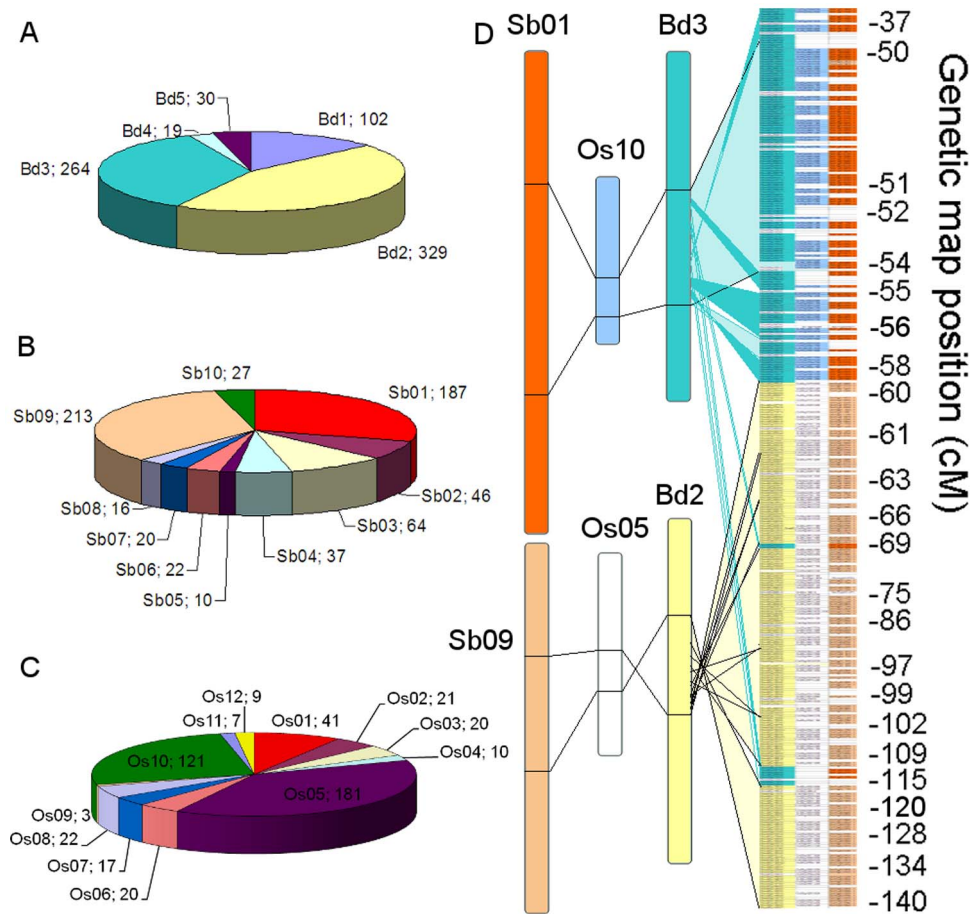 A
Bd5; 30
Bd4; 19
Bd1; 102
Bd3; 264
Bd2; 329
B
Sb10; 27
Sb09; 213
Sb01; 187
Sb02; 46
Sb08; 16
Sb03; 64
Sb07; 20
Sb04; 37
Sb06; 22
Sb05; 10
C
Os12; 9
Os11; 7
Os01; 41
Os02; 21
Os03; 20
Os04; 10
Os10; 121
Os05; 181
Os09; 3
Os08; 22
Os07; 17
Os06; 20
D
Sb01
Bd3
Os10
Os05
Bd2
Sb09
-37
-50
-51
-52
-54
-55
-56
-58
-60
-61
-63
-66
-69
-75
-86
-97
-99
-102
-109
-115
-120
-128
-134
-140
Genetic map position (cM)